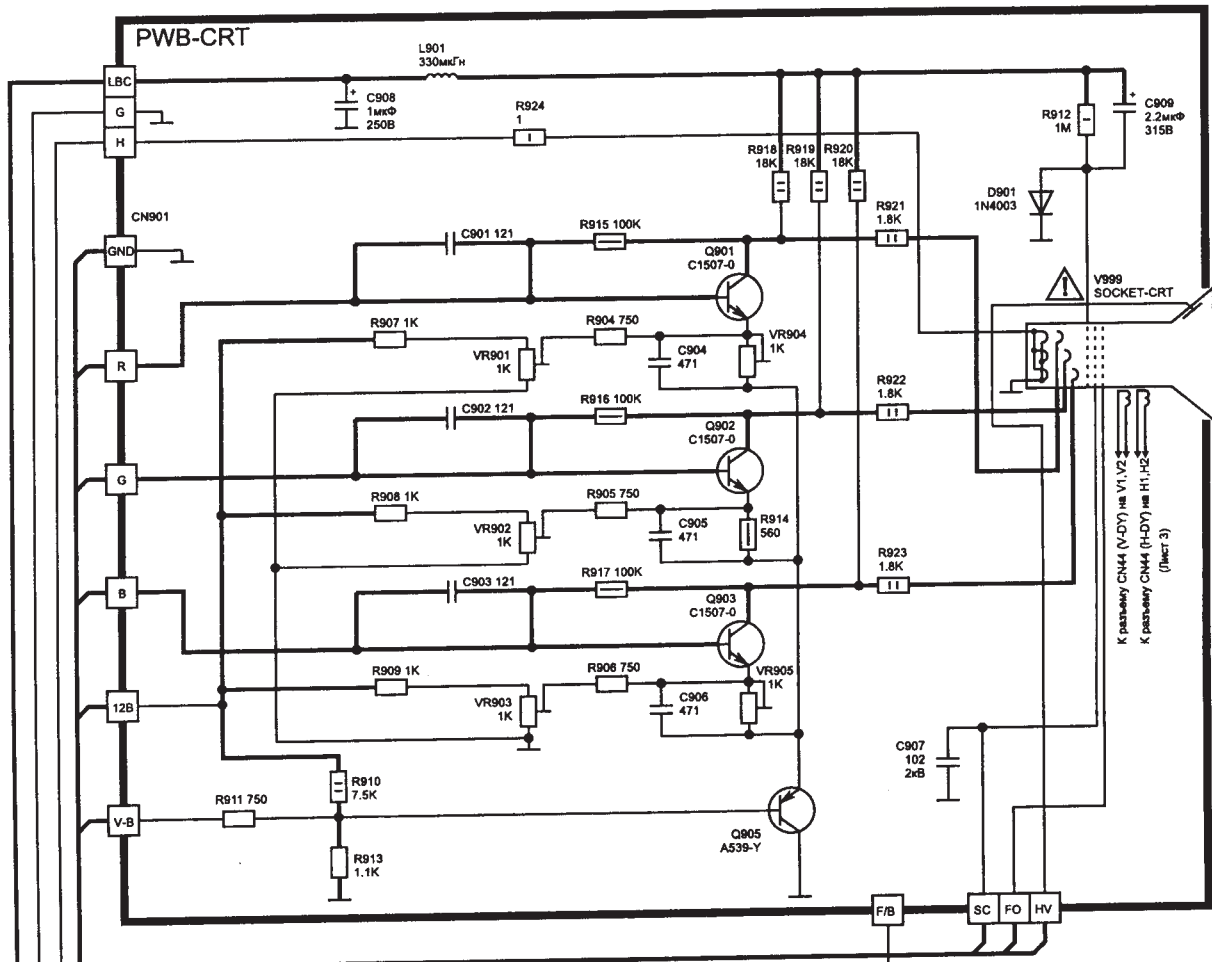 PWB-CRT
L901
330мкГн
LBC
G
H
C908
1мкФ
250В
R924
1
R912
1M
C909
2.2мкФ
315В
R918
18K
R919
18K
R920
18K
D901
1N4003
CN901
R921
1.8K
GND
C901 121
R915 100K
Q901
C1507-0
V999
SOCKET-CRT
R907 1K
R904 750
VR904
1K
R
VR901
1K
C904
471
R922
1.8K
C902 121
R916 100K
Q902
C1507-0
G
R908 1K
R905 750
VR902
1K
C905
471
R914
560
К разъему CN44 (V-DY) на V1,V2
К разъему CN44 (H-DY) на H1,H2
(Лист 3)
R923
1.8K
B
C903 121
R917 100K
Q903
C1507-0
R909 1K
R906 750
VR905
1K
12В
VR903
1K
C906
471
C907
102
2кВ
R910
7.5K
V-B
R911 750
Q905
A539-Y
R913
1.1K
F/B
SC
FO
HV